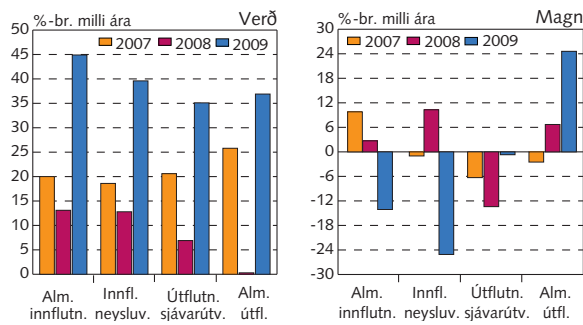 %-br. milli ára Verð
2007 2008 2009
50
45
40
35
30
25
20
15
10
5
0
Alm. innflutn.
Innfl. neysluv.
Útflutn. sjávarútv.
Alm. útfl.
%-br. milli ára Magn
30
24
18
12
6
0
-6
-12
-18
-24
-30
2007 2008 2009
Alm. innflutn.
Innfl. neysluv.
Útflutn. sjávarútv.
Alm. útfl.